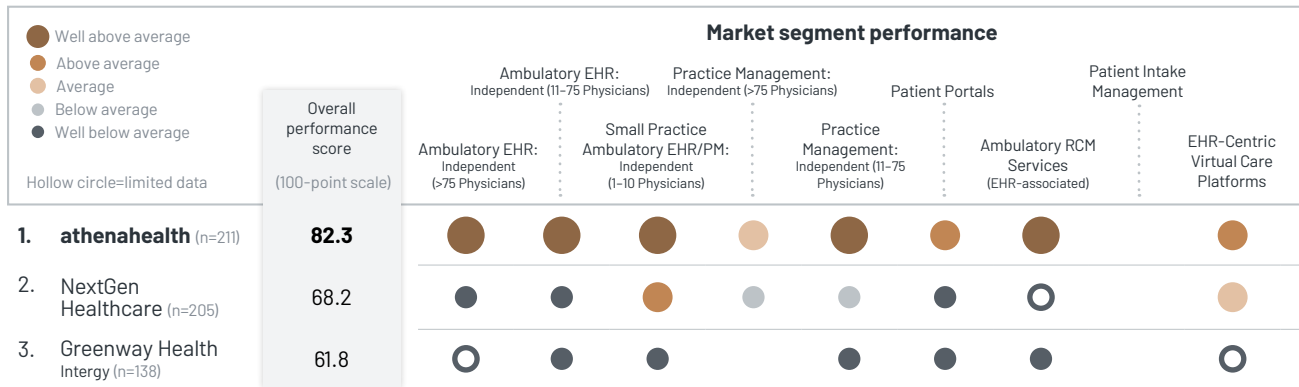 Well above average
Above average
Average
Below average
Well below average
Hollow circle=limited data
Overall
performance
score
(100-point scale)
Market segment performance
Ambulatory EHR:
Independent
(>75 Physicians)
Ambulatory EHR:
Independent (11–75 Physicians)
Small Practice
Ambulatory EHR/PM:
Independent
(1–10 Physicians)
Practice Management:
Independent (>75 Physicians)
Practice
Management:
Independent (11–75
Physicians)
Patient Portals
Ambulatory RCM
Services
(EHR-associated)
Patient Intake
Management
EHR-Centric
Virtual Care
Platforms
1. athenahealth (n=211) 82.3
2. NextGen
Healthcare (n=205) 68.2
3. Greenway Health
Intergy (n=138) 61.8